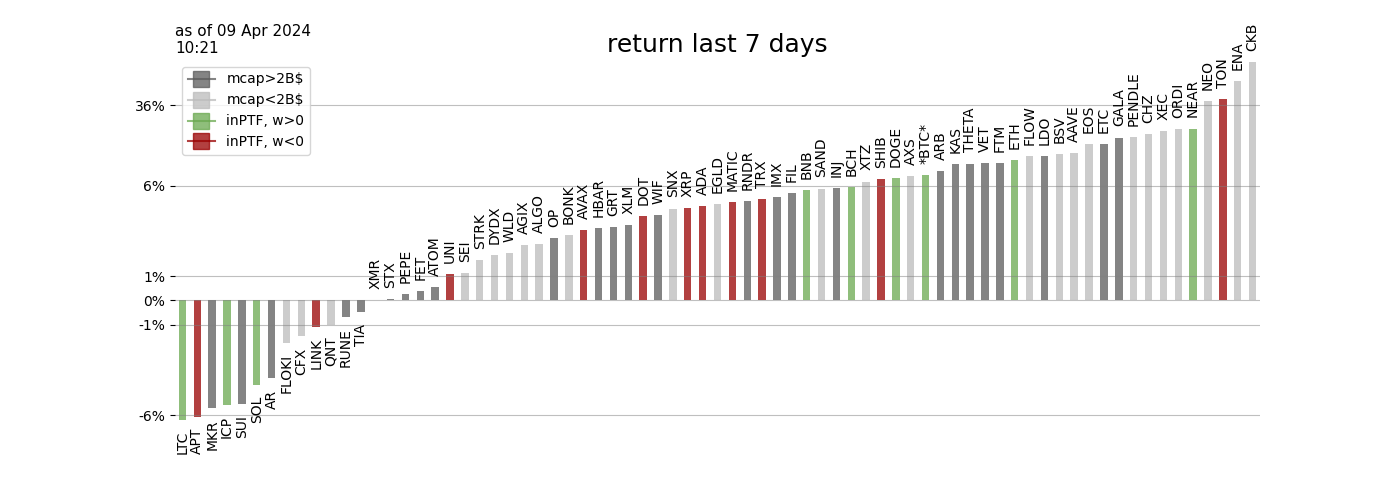 as of 09 Apr 2024
10:21
return last 7 days
mcap>2B$
mcap<2B$
inPTF, w>0
inPTF, w<0
36%
6%
1%
0%
-1%
-6%
LTC
APT
MKR
ICP
SUI
SOL
AR
FLOKI
CFX
LINK
QNT
RUNE
TIA
XMR
STX
PEPE
FET
ATOM
UNI
SEI
STRK
DYDX
WLD
AGIX
ALGO
OP
BONK
AVAX
HBAR
GRT
XLM
DOT
WIF
SNX
XRP
ADA
EGLD
MATIC
RNDR
TRX
IMX
FIL
BNB
SAND
INJ
BCH
XTZ
SHIB
DOGE
AXS
*BTC*
ARB
KAS
THETA
VET
FTM
ETH
FLOW
LDO
BSV
AAVE
EOS
ETC
GALA
PENDLE
CHZ
XEC
ORDI
NEAR
NEO
TON
ENA
CKB